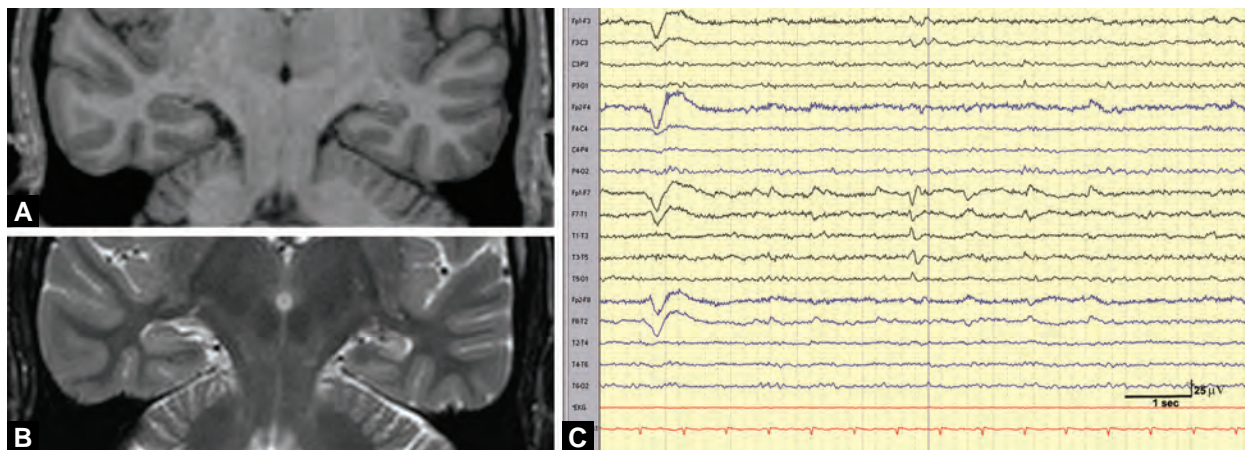 A
B
C
Fp1-F3
F3-C3
C3-P3
P3-O1
Fp2-F4
F4-C4
C4-P4
P4-O2
Fp1-F7
F7-T1
T1-T3
T3-T5
T5-O1
Fp2-F8
F8-T2
T2-T4
T4-T6
T6-O2
*EKG
25 μV
1 sec